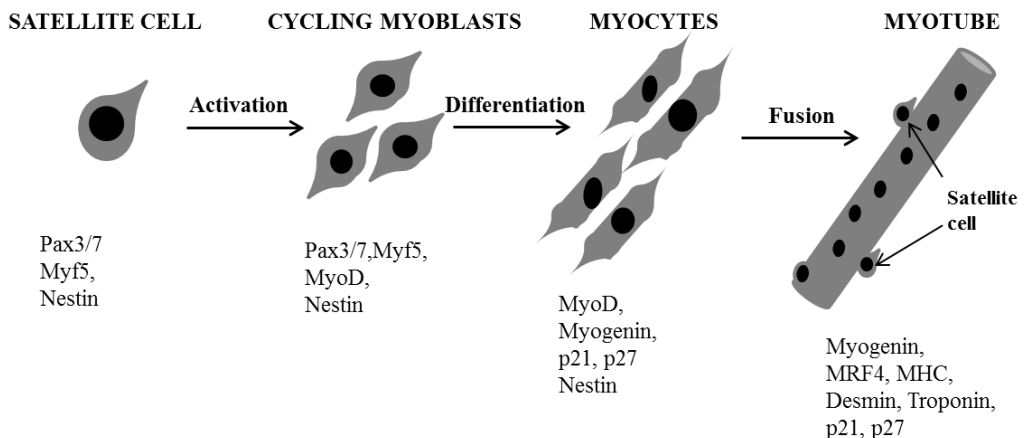 SATELLITE CELL
CYCLING MYOBLASTS
MYOCYTES
MYOTUBE
Activation
Differentiation
Fusion
Satellite
cell
Pax3/7
Myf5,
Nestin
Pax3/7,Myf5,
MyoD,
Nestin
MyoD,
Myogenin,
p21, p27
Nestin
Myogenin,
MRF4, MHC,
Desmin, Troponin,
p21, p27